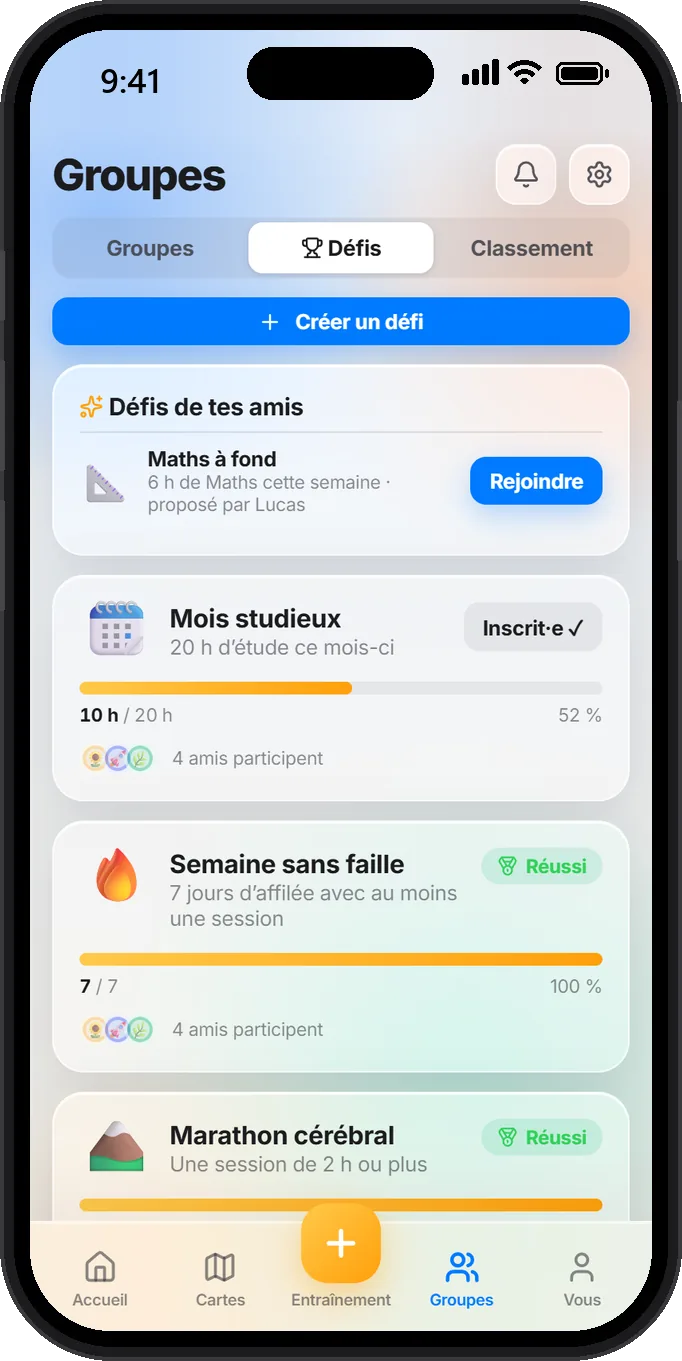 9:41
Groupes
Groupes
Défis
Classement
+ Créer un défi
Défis de tes amis
Maths à fond
6 h de Maths cette semaine ·
proposé par Lucas
Rejoindre
Mois studieux
20 h d’étude ce mois-ci
Inscrit·e ✓
10 h / 20 h
52 %
4 amis participent
Semaine sans faille
7 jours d’affilée avec au moins
une session
Réussi
7 / 7
100 %
4 amis participent
Marathon cérébral
Une session de 2 h ou plus
Réussi
Accueil
Cartes
Entraînement
Groupes
Vous